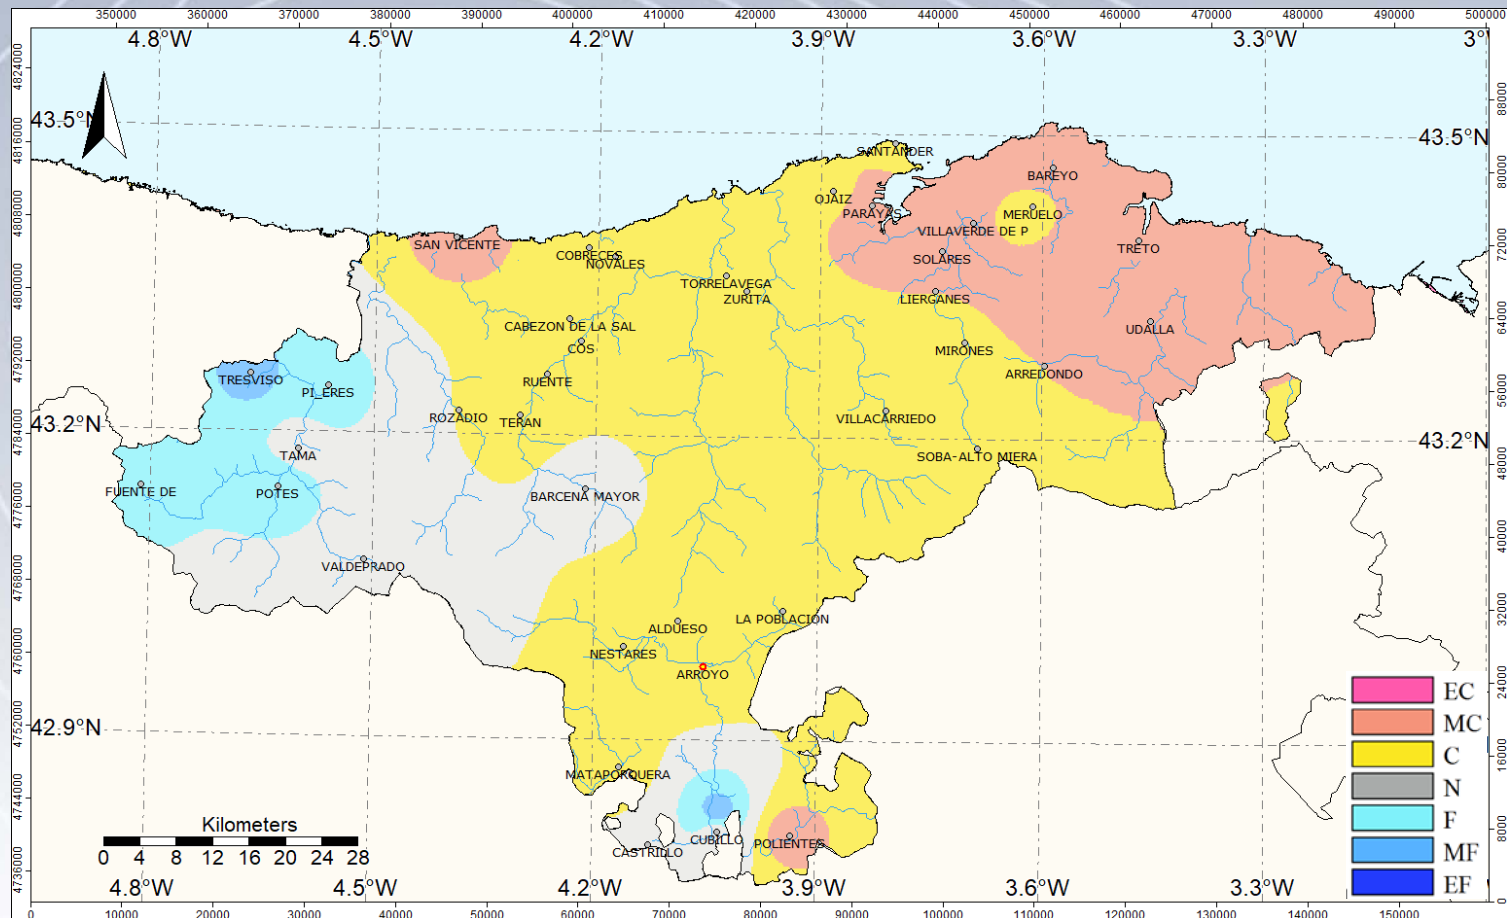 350000 360000 370000 380000 390000 400000 410000 420000 430000 440000 450000 460000 470000 480000 490000 500000
4.8°W 4.5°W 4.2°W 3.9°W 3.6°W 3.3°W 3°
4824000
80000
43.5°N 43.5°N
4816000
SANTANDER
BAREYO
80000
OJAIZ
PARAYAS
MERUELO
4808000
VILLAVERDE DE P
SAN VICENTE
COBRECES
NOVALES
TRETO
72000
SOLARES
4800000
TORRELAVEGA
ZURITA
LIERGANES
64000
CABEZON DE LA SAL
UDALLA
COS
MIRONES
4792000
TRESVISO
PI_ERES
RUENTE
ARREDONDO
56000
ROZADIO
TERAN
VILLACARRIEDO
43.2°N 43.2°N
4784000
TAMA
SOBA-ALTO MIERA
48000
FUENTE DE
POTES
BARCENA MAYOR
4776000
40000
VALDEPRADO
4768000
32000
LA POBLACION
ALDUESO
4760000
NESTARES
ARROYO
24000
EC
MC
42.9°N
4752000
C
16000
MATAPORQUERA
N
4744000
F
Kilometers
8000
CUBILLO
POLIENTES
MF
0 4 8 12 16 20 24 28
CASTRILLO
4736000
EF
0
4.8°W 4.5°W 4.2°W 3.9°W 3.6°W 3.3°W
0 10000 20000 30000 40000 50000 60000 70000 80000 90000 100000 110000 120000 130000 140000 150000